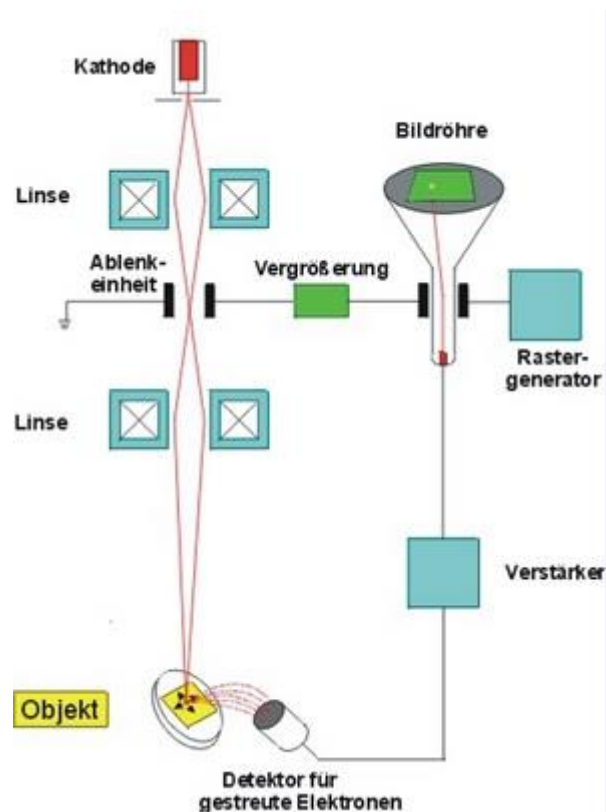 Kathode
Bildröhre
Linse
Ablenk-
einheit
Vergrößerung
Raster-
generator
Linse
Verstärker
Objekt
Detektor für
gestreute Elektronen